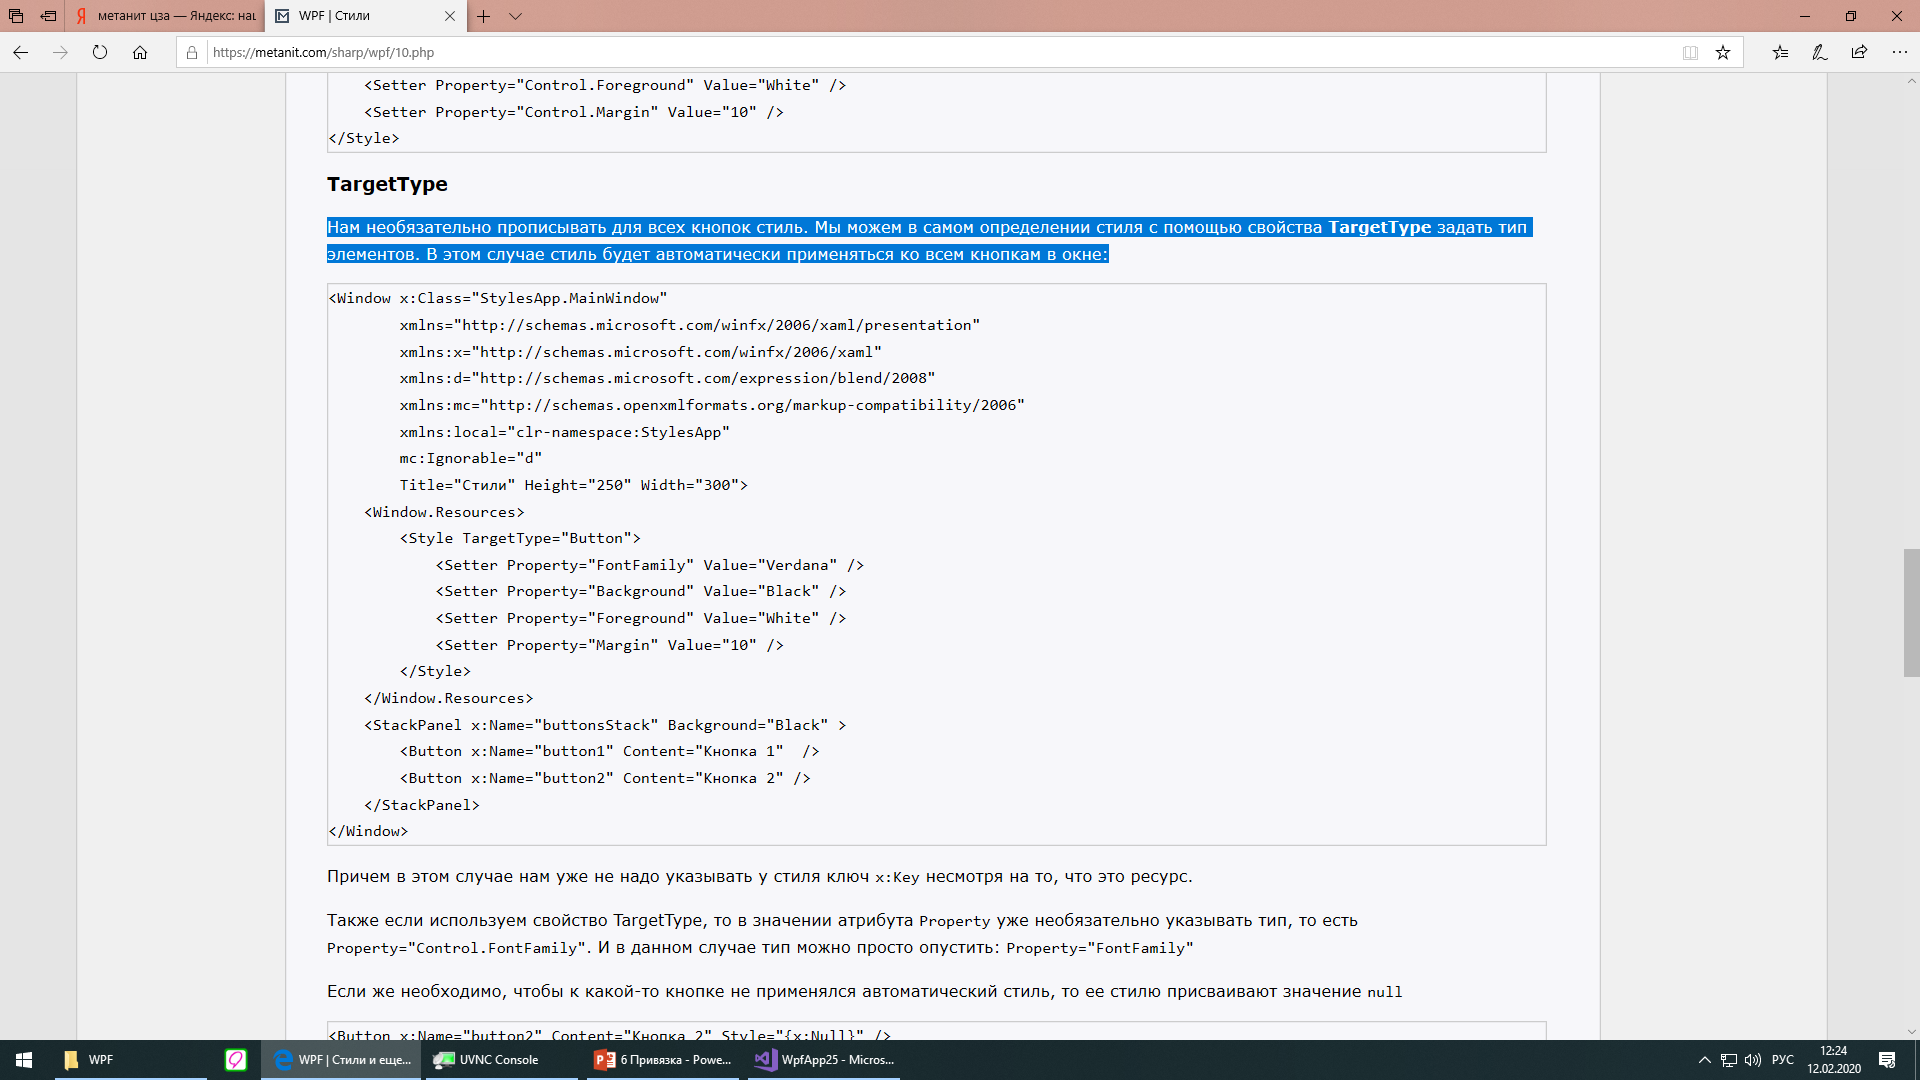 метанит цза — Яндекс: наш
WPF | Стили
https://metanit.com/sharp/wpf/10.php
<Setter Property="Control.Foreground" Value="White" />
<Setter Property="Control.Margin" Value="10" />
</Style>
TargetType
Нам необязательно прописывать для всех кнопок стиль. Мы можем в самом определении стиля с помощью свойства TargetType задать тип
элементов. В этом случае стиль будет автоматически применяться ко всем кнопкам в окне:
<Window x:Class="StylesApp.MainWindow"
xmlns="http://schemas.microsoft.com/winfx/2006/xaml/presentation"
xmlns:x="http://schemas.microsoft.com/winfx/2006/xaml"
xmlns:d="http://schemas.microsoft.com/expression/blend/2008"
xmlns:mc="http://schemas.openxmlformats.org/markup-compatibility/2006"
xmlns:local="clr-namespace:StylesApp"
mc:Ignorable="d"
Title="Стили" Height="250" Width="300">
<Window.Resources>
<Style TargetType="Button">
<Setter Property="FontFamily" Value="Verdana" />
<Setter Property="Background" Value="Black" />
<Setter Property="Foreground" Value="White" />
<Setter Property="Margin" Value="10" />
</Style>
</Window.Resources>
<StackPanel x:Name="buttonsStack" Background="Black" >
<Button x:Name="button1" Content="Кнопка 1"  />
<Button x:Name="button2" Content="Кнопка 2" />
</StackPanel>
</Window>
Причем в этом случае нам уже не надо указывать у стиля ключ x:Key несмотря на то, что это ресурс.
Также если используем свойство TargetType, то в значении атрибута Property уже необязательно указывать тип, то есть
Property="Control.FontFamily". И в данном случае тип можно просто опустить: Property="FontFamily"
Если же необходимо, чтобы к какой-то кнопке не применялся автоматический стиль, то ее стилю присваивают значение null
<Button x:Name="button2" Content="Кнопка 2" Style="{x:Null}" />
WPF
WPF | Стили и еще...
UVNC Console
6 Привязка - Powe...
WpfApp25 - Micros...
РУС
12:24
12.02.2020